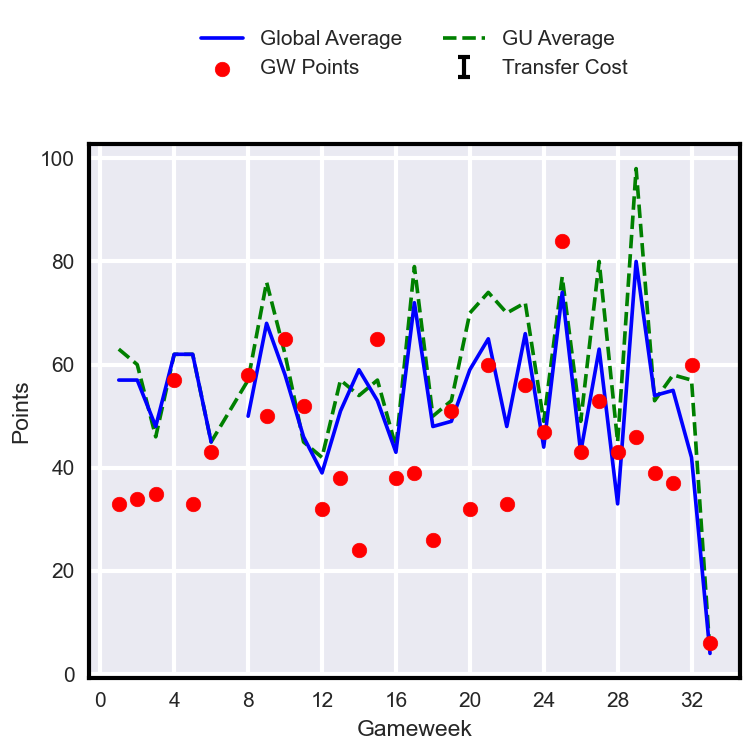 Global Average
GU Average
GW Points
Transfer Cost
100
80
60
40
20
0
Points
0 4 8 12 16 20 24 28 32
Gameweek